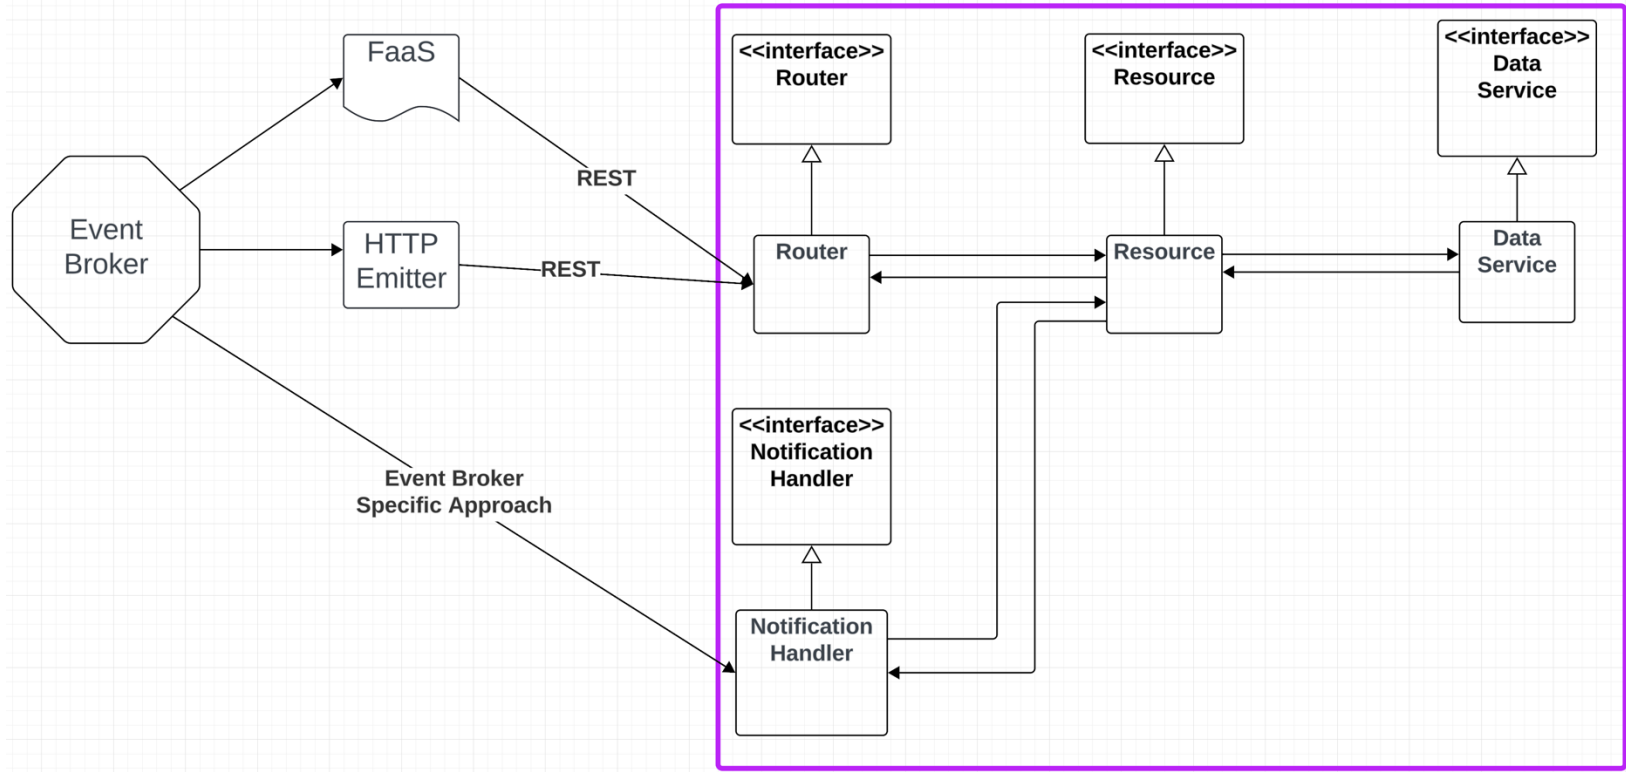 FaaS
<<interface>>
Router
<<interface>>
Resource
<<interface>>
Data
Service
REST
Event
Broker
HTTP
Emitter
REST
Router
Resource
Data
Service
<<interface>>
Notification
Handler
Event Broker
Specific Approach
Notification
Handler